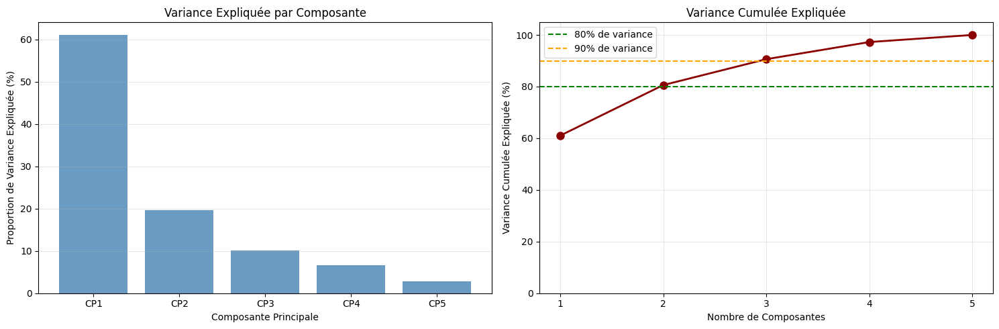 Variance Expliquée par Composante
Proportion de Variance Expliquée (%)
60
50
40
30
20
10
0
CP1 CP2 CP3 CP4 CP5
Composante Principale
Variance Cumulée Expliquée
Variance Cumulée Expliquée (%)
80% de variance
90% de variance
100
80
60
40
20
0
1 2 3 4 5
Nombre de Composantes